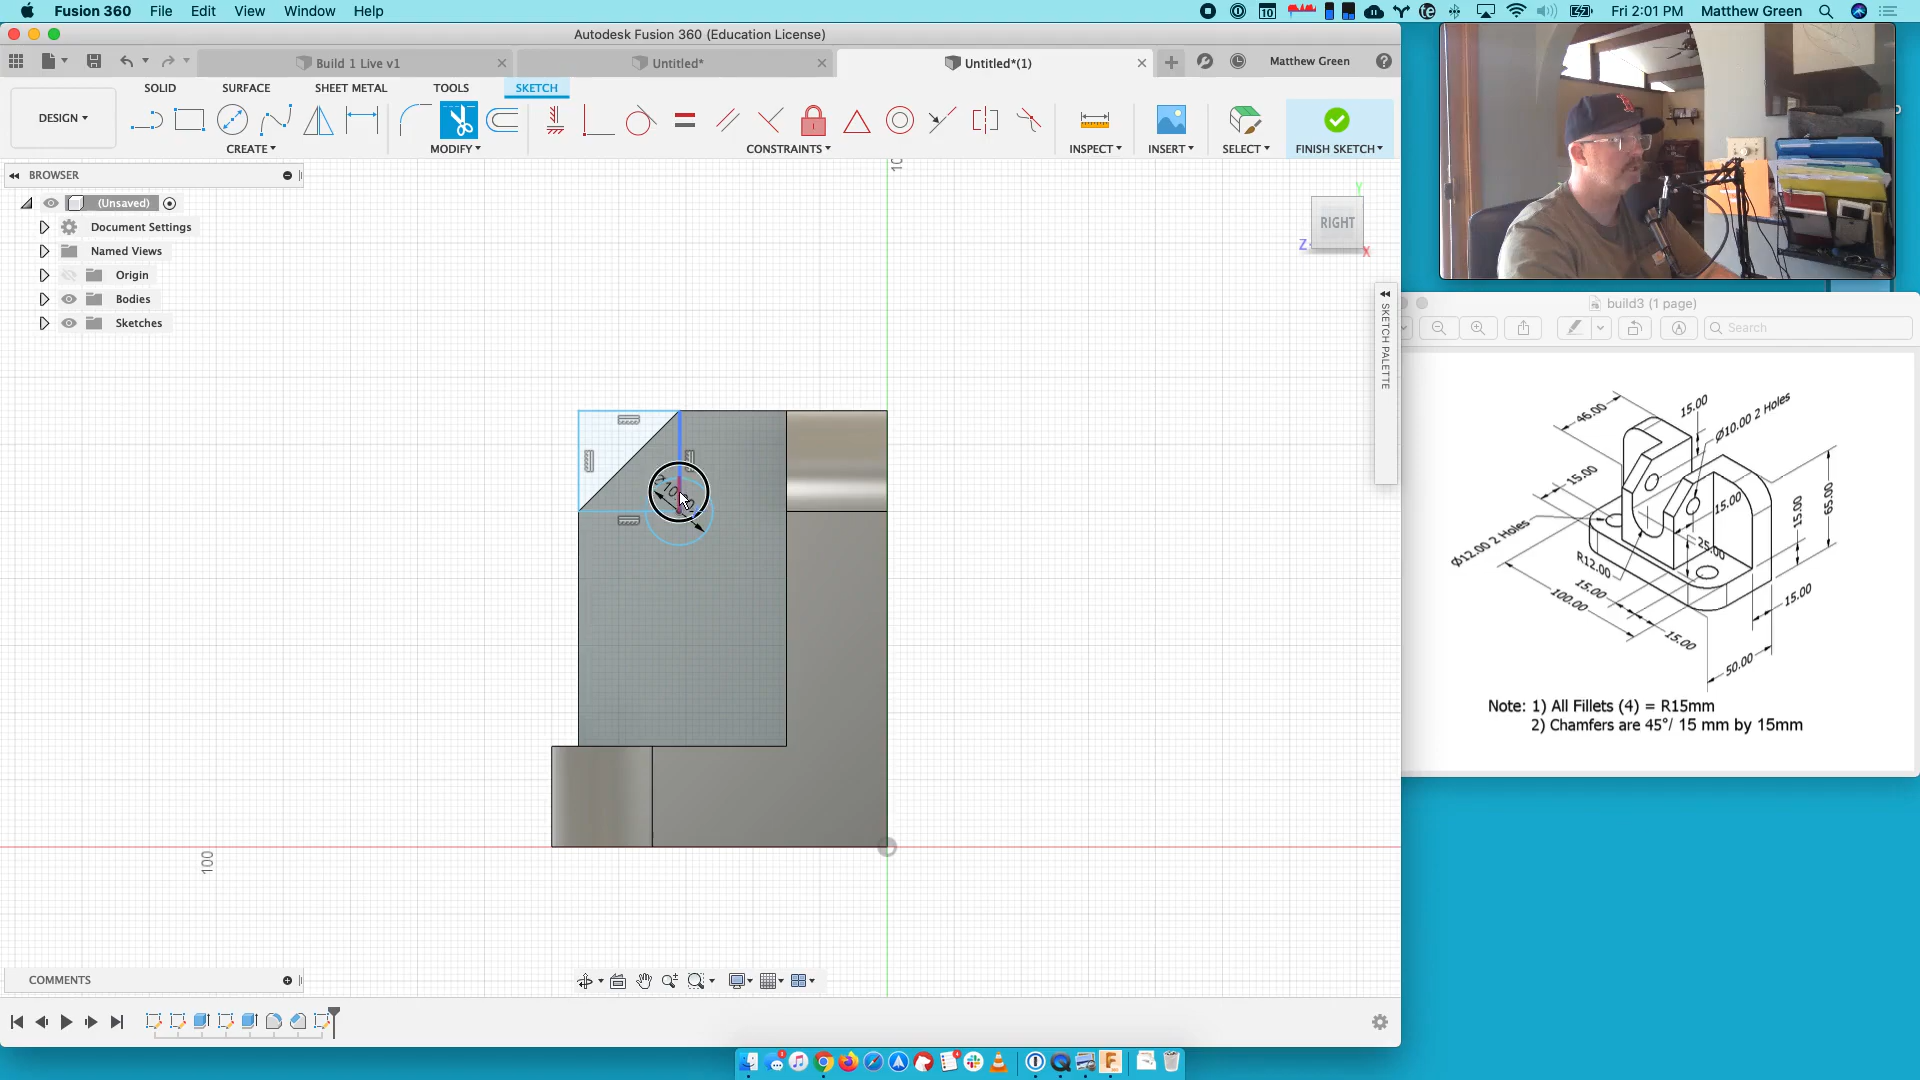 Fusion 360 File Edit View Window Help
10
Fri 2:01 PM Matthew Green
Autodesk Fusion 360 (Education License)
Build 1 Live v1 Untitled* Untitled*(1) Matthew Green
SOLID SURFACE SHEET METAL TOOLS SKETCH
DESIGN
CREATE MODIFY CONSTRAINTS INSPECT INSERT SELECT FINISH SKETCH
BROWSER
(Unsaved)
Document Settings
Named Views
Origin
Bodies
Sketches
Y
RIGHT
Z
X
SKETCH PALETTE
100
build3 (1 page)
Search
46.00
15.00
Ø10.00 2 Holes
15.00
15.00
15.00
65.00
Ø12.00 2 Holes
25.00
R12.00
15.00
15.00
100.00
15.00
50.00
Note: 1) All Fillets (4) = R15mm
2) Chamfers are 45°/ 15 mm by 15mm
COMMENTS